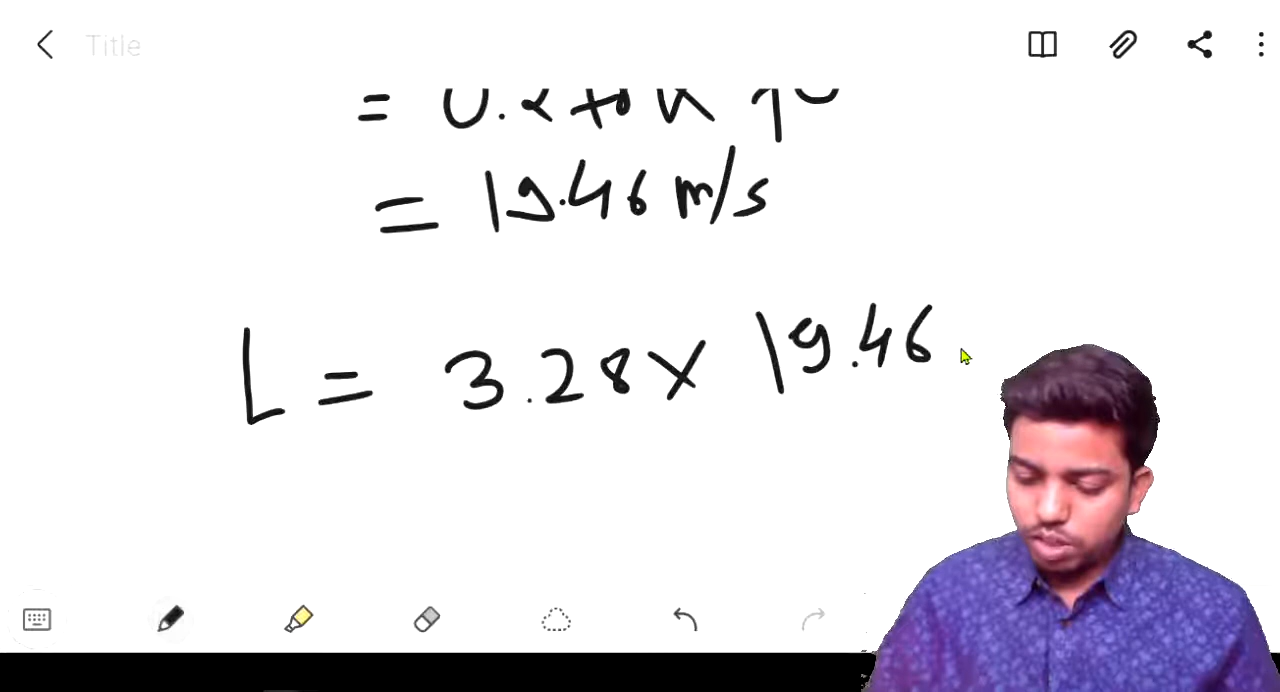 Title
= 19.46 m/s
L = 3.28 × 19.46